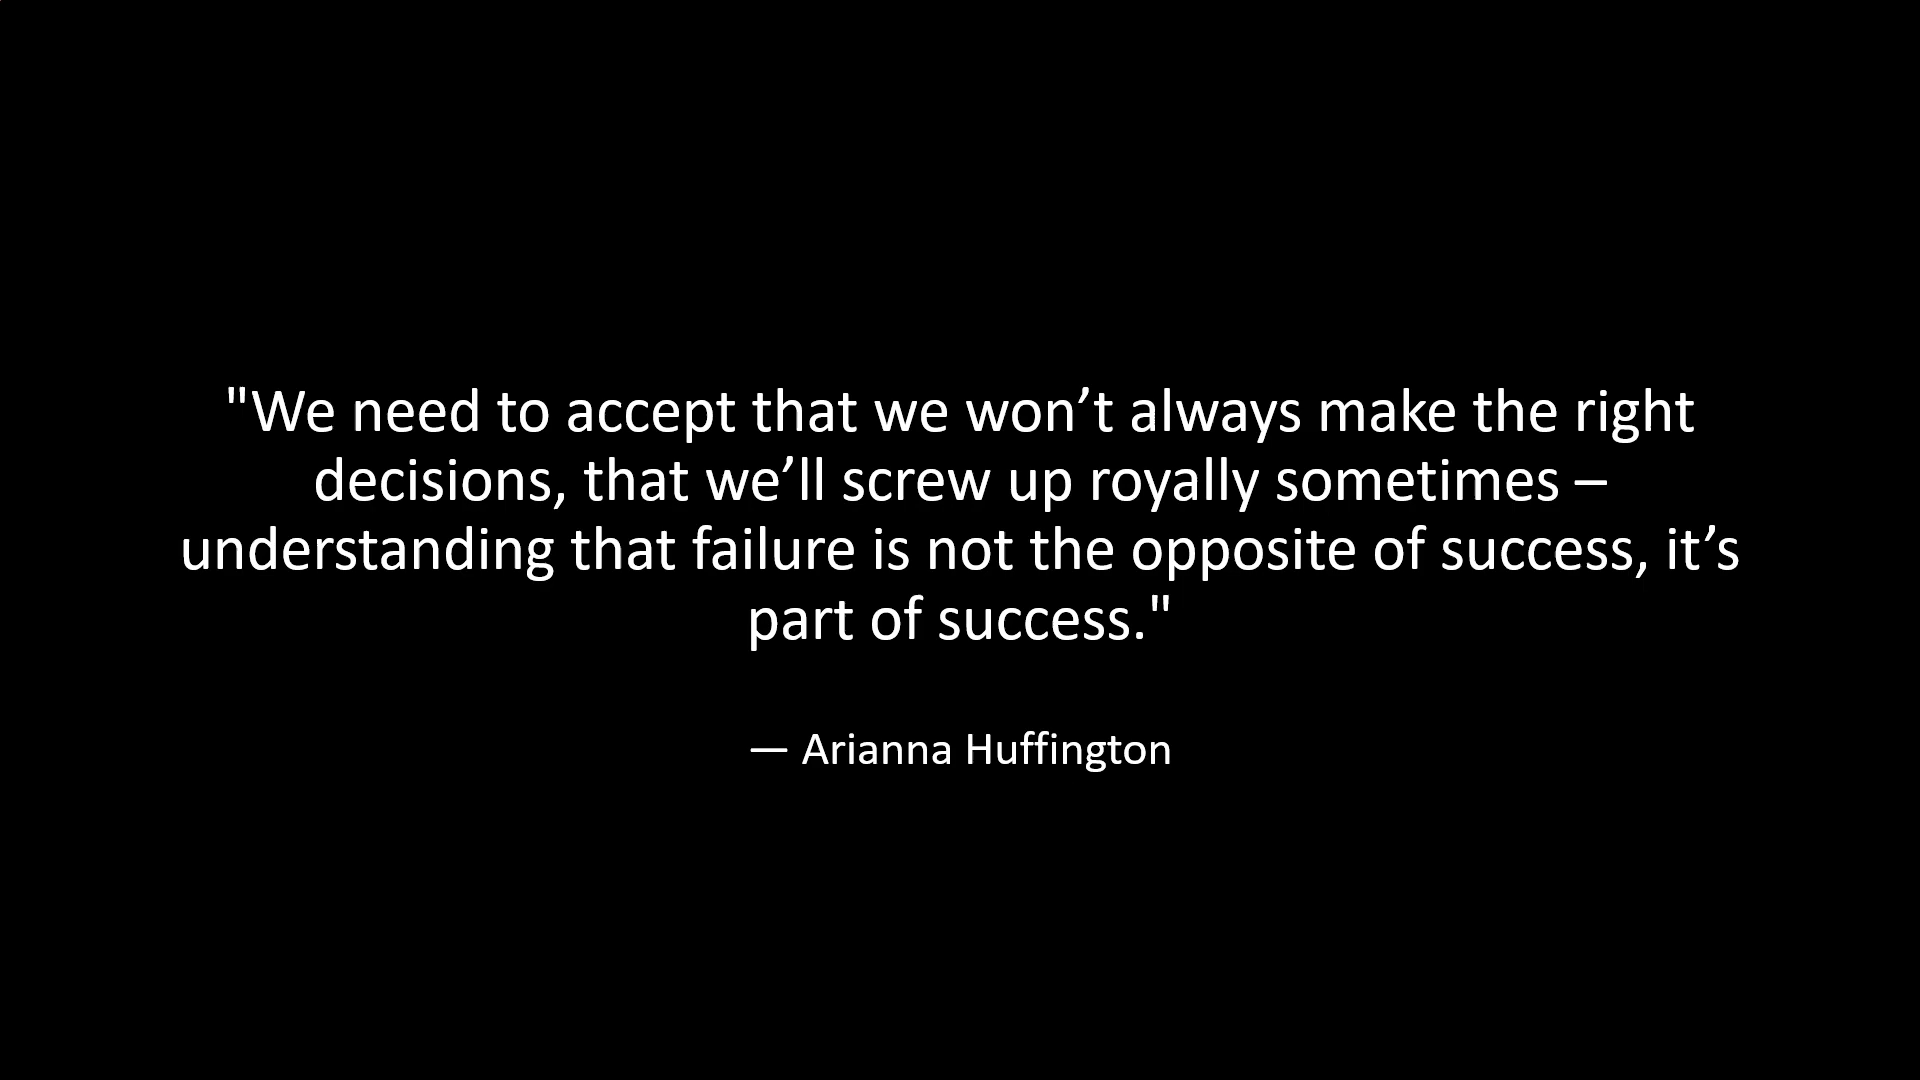 "We need to accept that we won’t always make the right
decisions, that we’ll screw up royally sometimes –
understanding that failure is not the opposite of success, it’s
part of success."
— Arianna Huffington